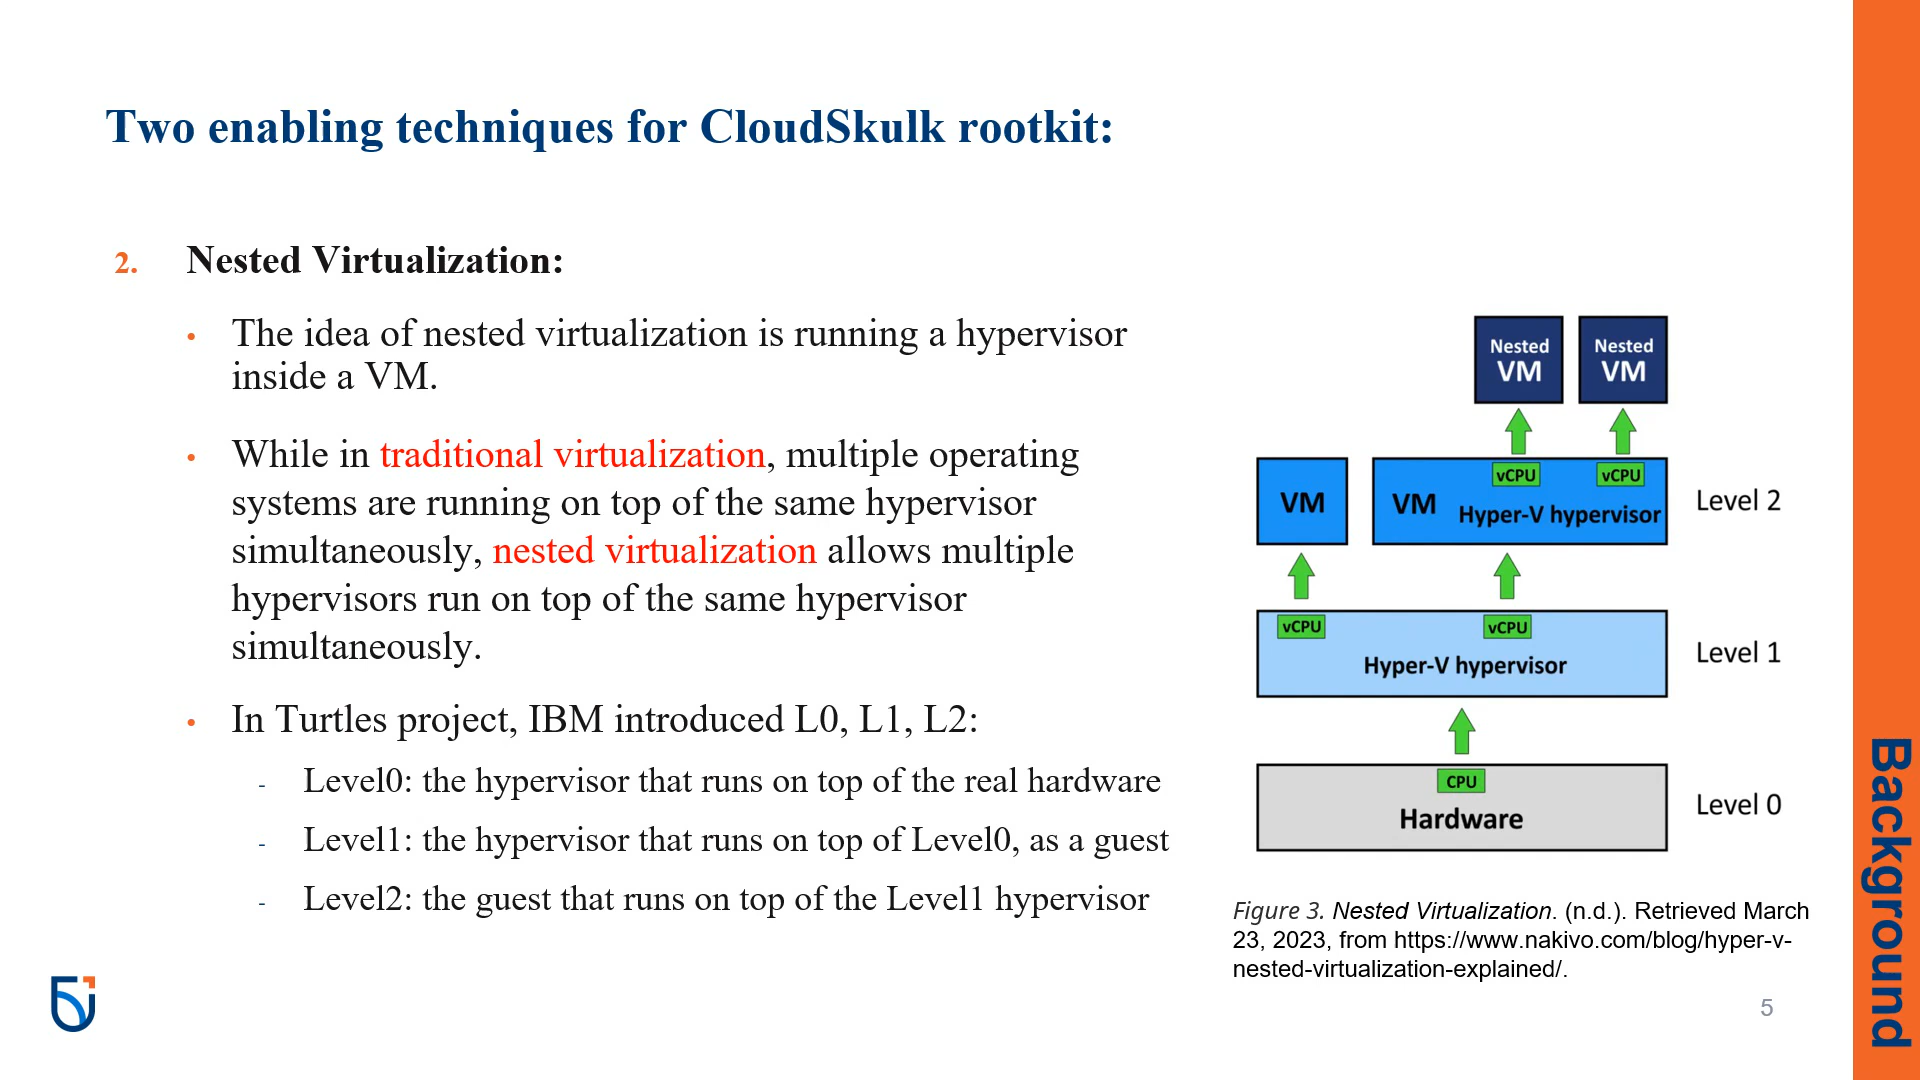 Two enabling techniques for CloudSkulk rootkit:
2. Nested Virtualization:
• The idea of nested virtualization is running a hypervisor
inside a VM.
• While in traditional virtualization, multiple operating
systems are running on top of the same hypervisor
simultaneously, nested virtualization allows multiple
hypervisors run on top of the same hypervisor
simultaneously.
• In Turtles project, IBM introduced L0, L1, L2:
- Level0: the hypervisor that runs on top of the real hardware
- Level1: the hypervisor that runs on top of Level0, as a guest
- Level2: the guest that runs on top of the Level1 hypervisor
Nested
VM
Nested
VM
vCPU
vCPU
VM
VM
Hyper-V hypervisor
Level 2
vCPU
vCPU
Hyper-V hypervisor
Level 1
CPU
Hardware
Level 0
Figure 3. Nested Virtualization. (n.d.). Retrieved March
23, 2023, from https://www.nakivo.com/blog/hyper-v-
nested-virtualization-explained/.
5
Background